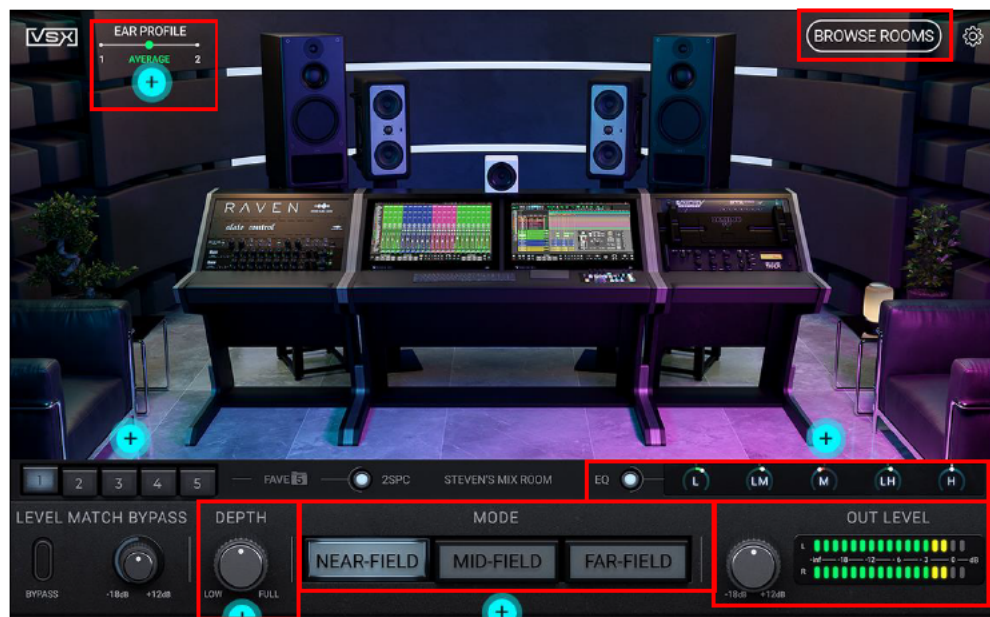 VSX
EAR PROFILE
1 AVERAGE 2
BROWSE ROOMS
RAVEN
slate control
1 2 3 4 5
FAVE 5
2SPC
STEVEN'S MIX ROOM
EQ
L LM M LH H
LEVEL MATCH BYPASS
DEPTH
MODE
OUT LEVEL
NEAR-FIELD MID-FIELD FAR-FIELD
BYPASS
-18dB +12dB
LOW FULL
-18dB +12dB
L
-inf -18 -12 -6 -3 0 dB
R